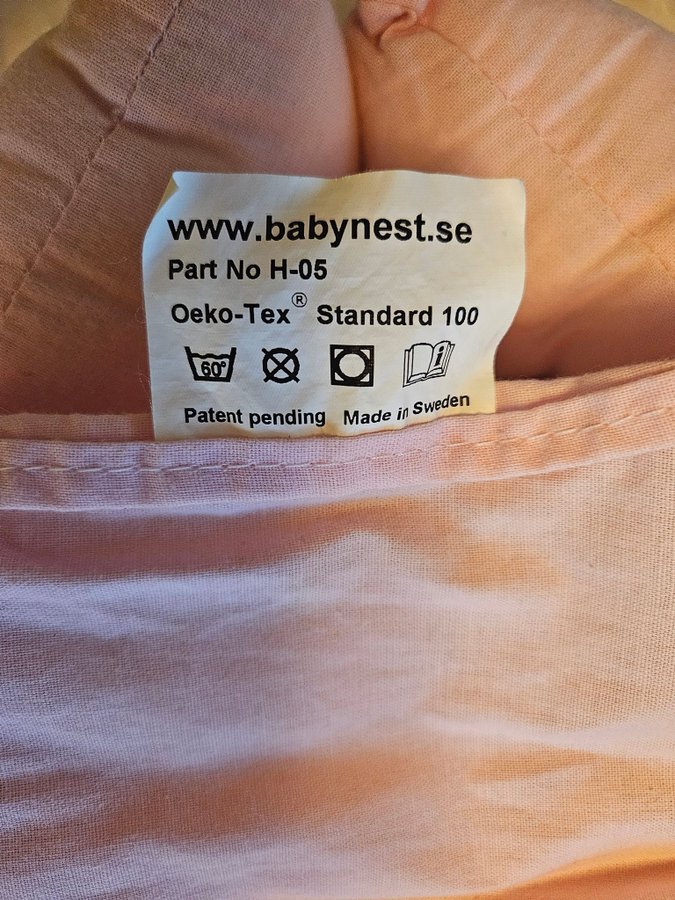 www.babynest.se
Part No H-05
Oeko-Tex® Standard 100
60°
Patent pending Made in Sweden